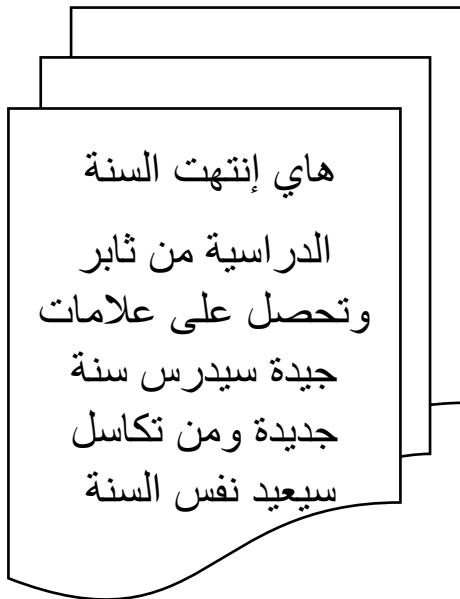 هاي إنتهت السنة
الدراسية من ثابر
وتحصل على علامات
جيدة سيدرس سنة
جديدة ومن تكاسل
سيعيد نفس السنة